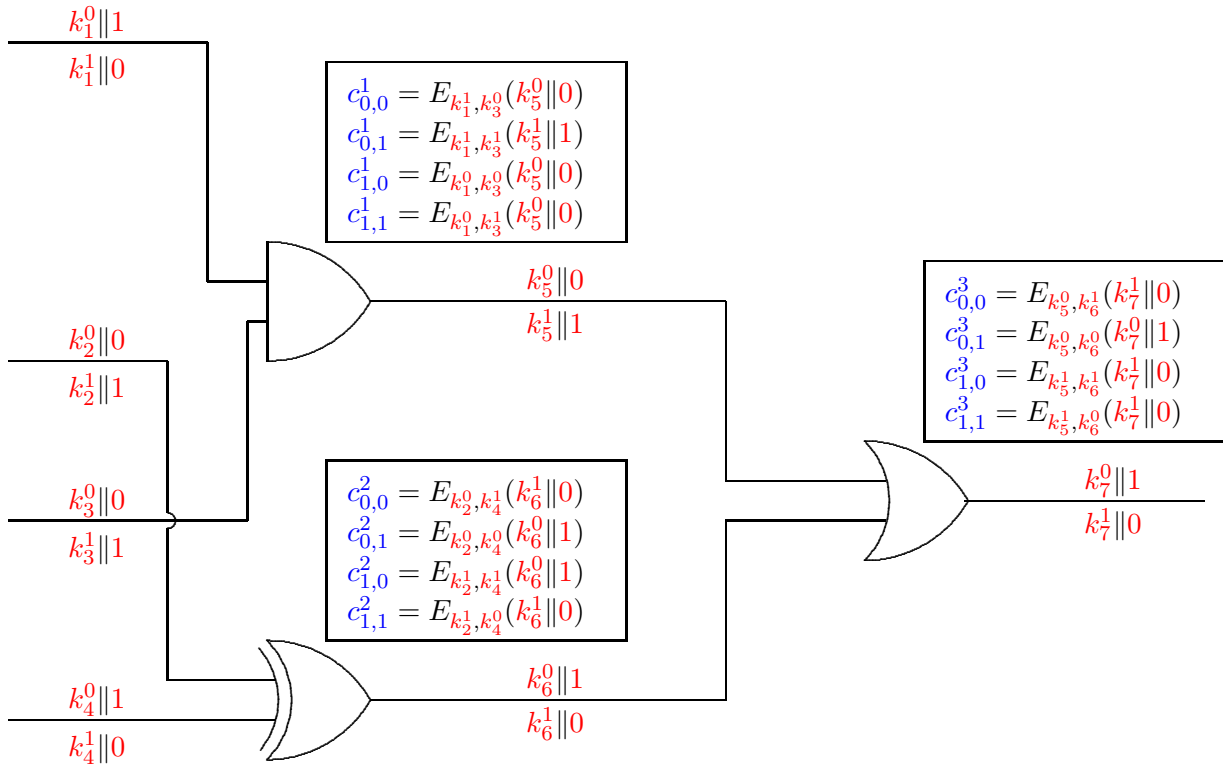 k_1^0‖1
k_1^1‖0
c_{0,0}^1 = E_{k_1^1,k_3^0}(k_5^0‖0)
c_{0,1}^1 = E_{k_1^1,k_3^1}(k_5^1‖1)
c_{1,0}^1 = E_{k_1^0,k_3^0}(k_5^0‖0)
c_{1,1}^1 = E_{k_1^0,k_3^1}(k_5^0‖0)
k_5^0‖0
k_5^1‖1
c_{0,0}^3 = E_{k_5^0,k_6^1}(k_7^1‖0)
c_{0,1}^3 = E_{k_5^0,k_6^0}(k_7^0‖1)
c_{1,0}^3 = E_{k_5^1,k_6^1}(k_7^1‖0)
c_{1,1}^3 = E_{k_5^1,k_6^0}(k_7^1‖0)
k_2^0‖0
k_2^1‖1
k_3^0‖0
k_3^1‖1
c_{0,0}^2 = E_{k_2^0,k_4^1}(k_6^1‖0)
c_{0,1}^2 = E_{k_2^0,k_4^0}(k_6^0‖1)
c_{1,0}^2 = E_{k_2^1,k_4^1}(k_6^0‖1)
c_{1,1}^2 = E_{k_2^1,k_4^0}(k_6^1‖0)
k_7^0‖1
k_7^1‖0
k_4^0‖1
k_4^1‖0
k_6^0‖1
k_6^1‖0